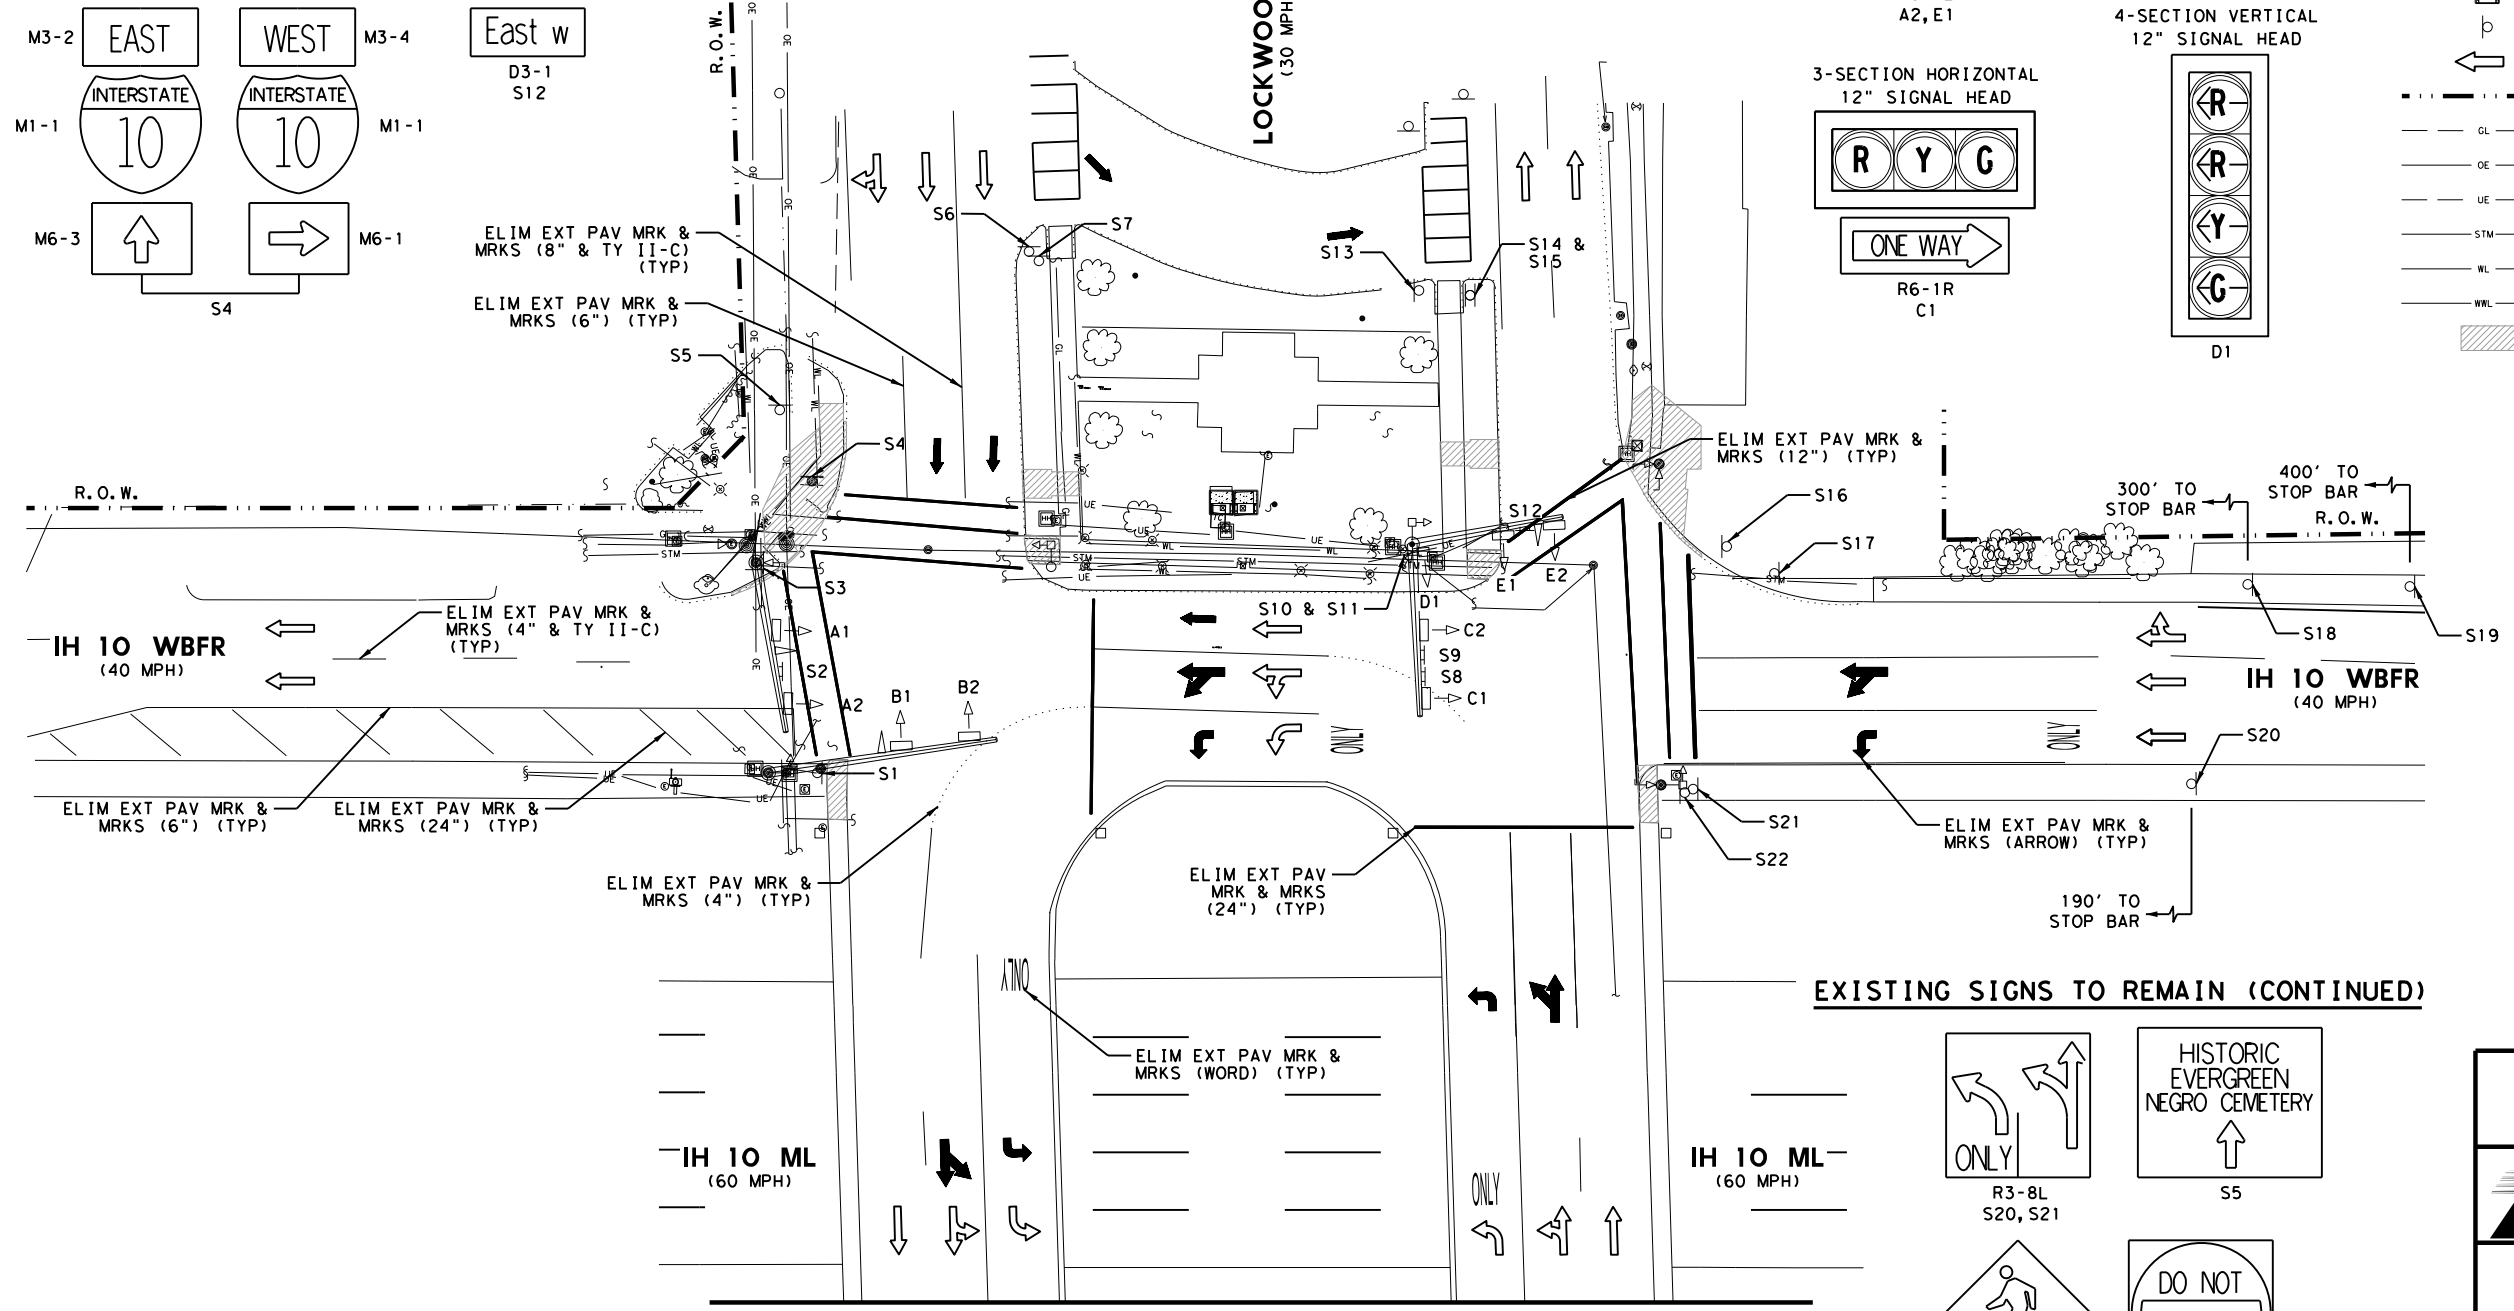 M3-2
EAST
WEST
M3-4
M1-1
INTERSTATE
10
INTERSTATE
10
M1-1
M6-3
M6-1
S4
East w
D3-1
S12
R.O.W.
LOCKWOO
(30 MPH
A2,E1
3-SECTION HORIZONTAL
12" SIGNAL HEAD
R Y G
ONE WAY
R6-1R
C1
4-SECTION VERTICAL
12" SIGNAL HEAD
R
R
Y
G
D1
GL
OE
UE
STM
WL
WWL
ELIM EXT PAV MRK &
MRKS (8" & TY II-C)
(TYP)
ELIM EXT PAV MRK &
MRKS (6") (TYP)
S5
S6
S7
S13
S14 &
S15
S4
R.O.W.
ELIM EXT PAV MRK &
MRKS (12") (TYP)
S16
S17
300' TO
STOP BAR
400' TO
STOP BAR
R.O.W.
S12
S3
E1
E2
D1
S10 & S11
ELIM EXT PAV MRK &
MRKS (4" & TY II-C)
(TYP)
IH 10 WBFR
(40 MPH)
A1
S2
A2
B1
B2
C2
S9
S8
C1
ONLY
ONLY
S18
S19
IH 10 WBFR
(40 MPH)
S20
S1
S21
S22
ELIM EXT PAV MRK &
MRKS (6") (TYP)
ELIM EXT PAV MRK &
MRKS (24") (TYP)
ELIM EXT PAV MRK &
MRKS (4") (TYP)
ELIM EXT PAV
MRK & MRKS
(24") (TYP)
ELIM EXT PAV MRK &
MRKS (ARROW) (TYP)
190' TO
STOP BAR
ONLY
ELIM EXT PAV MRK &
MRKS (WORD) (TYP)
IH 10 ML
(60 MPH)
ONLY
IH 10 ML
(60 MPH)
EXISTING SIGNS TO REMAIN (CONTINUED)
ONLY
R3-8L
S20,S21
HISTORIC
EVERGREEN
NEGRO CEMETERY
S5
DO NOT